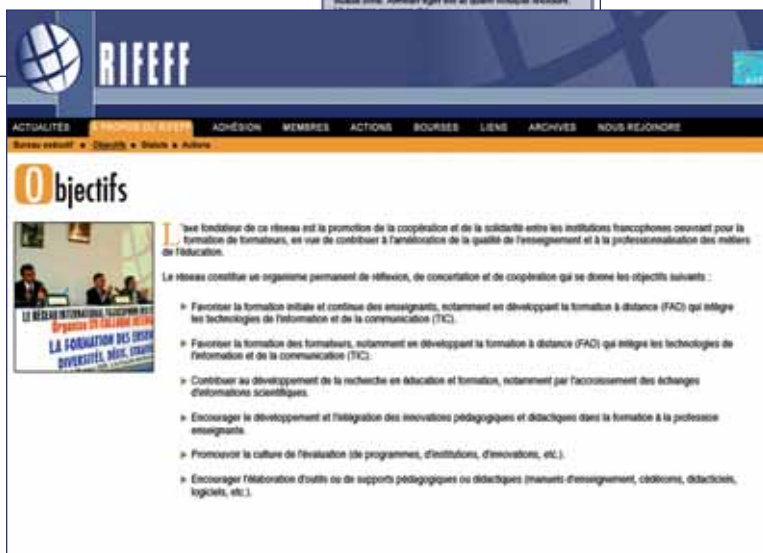 RIFEFF
ACTUALITÉS À PROPOS DU RIFEFF ADHÉSION MEMBRES ACTIONS BOURSES LIENS ARCHIVES NOUS REJOINDRE
Bureau exécutif Objectifs Statuts Actions
Objectifs
L'axe fondateur de ce réseau est la promotion de la coopération et de la solidarité entre les institutions francophones oeuvrant pour la
formation de formateurs, en vue de contribuer à l'amélioration de la qualité de l'enseignement et à la professionnalisation des métiers
de l'éducation.
Le réseau constitue un organisme permanent de réflexion, de concertation et de coopération qui se donne les objectifs suivants :
Favoriser la formation initiale et continue des enseignants, notamment en développant la formation à distance (FAD) qui intègre
les technologies de l'information et de la communication (TIC).
Favoriser la formation des formateurs, notamment en développant la formation à distance (FAD) qui intègre les technologies de
l'information et de la communication (TIC).
Contribuer au développement de la recherche en éducation et formation, notamment par l'accroissement des échanges
d'informations scientifiques.
Encourager le développement et l'intégration des innovations pédagogiques et didactiques dans la formation à la profession
enseignante.
Promouvoir la culture de l'évaluation (de programmes, d'institutions, d'innovations, etc.).
Encourager l'élaboration d'outils ou de supports pédagogiques ou didactiques (manuels d'enseignement, cédéroms, didacticiels,
logiciels, etc.).
LE RÉSEAU INTERNATIONAL FRANCOPHONE
Organise UN COLLOQUE
LA FORMATION DES
DIVERSITÉS, DÉFIS,